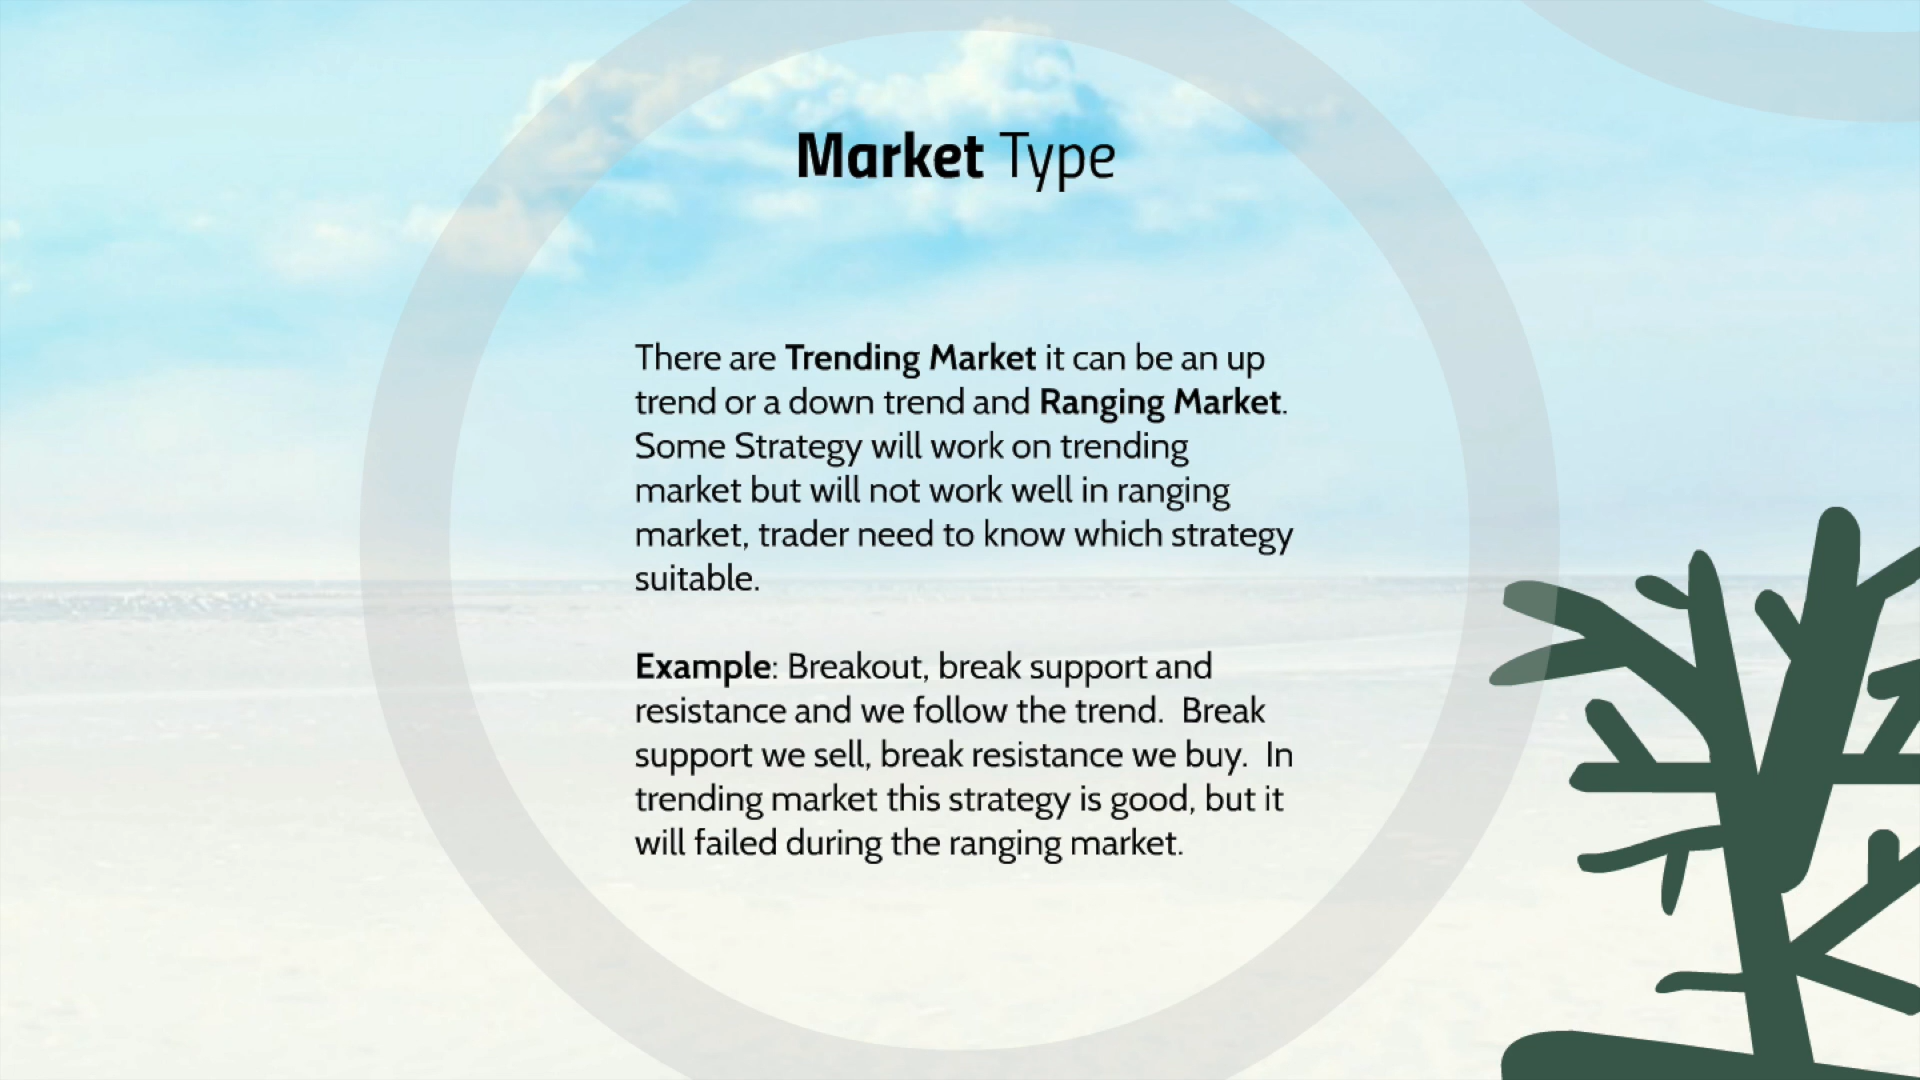 Market Type
There are Trending Market it can be an up
trend or a down trend and Ranging Market.
Some Strategy will work on trending
market but will not work well in ranging
market, trader need to know which strategy
suitable.
Example: Breakout, break support and
resistance and we follow the trend.  Break
support we sell, break resistance we buy.  In
trending market this strategy is good, but it
will failed during the ranging market.